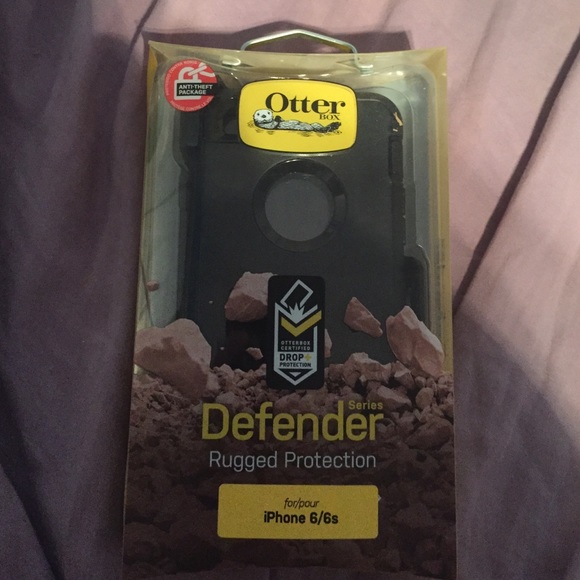 ANTI-THEFT
PACKAGE
Otter
BOX
OTTERBOX
CERTIFIED
DROP+
PROTECTION
Series
Defender
Rugged Protection
for/pour
iPhone 6/6s